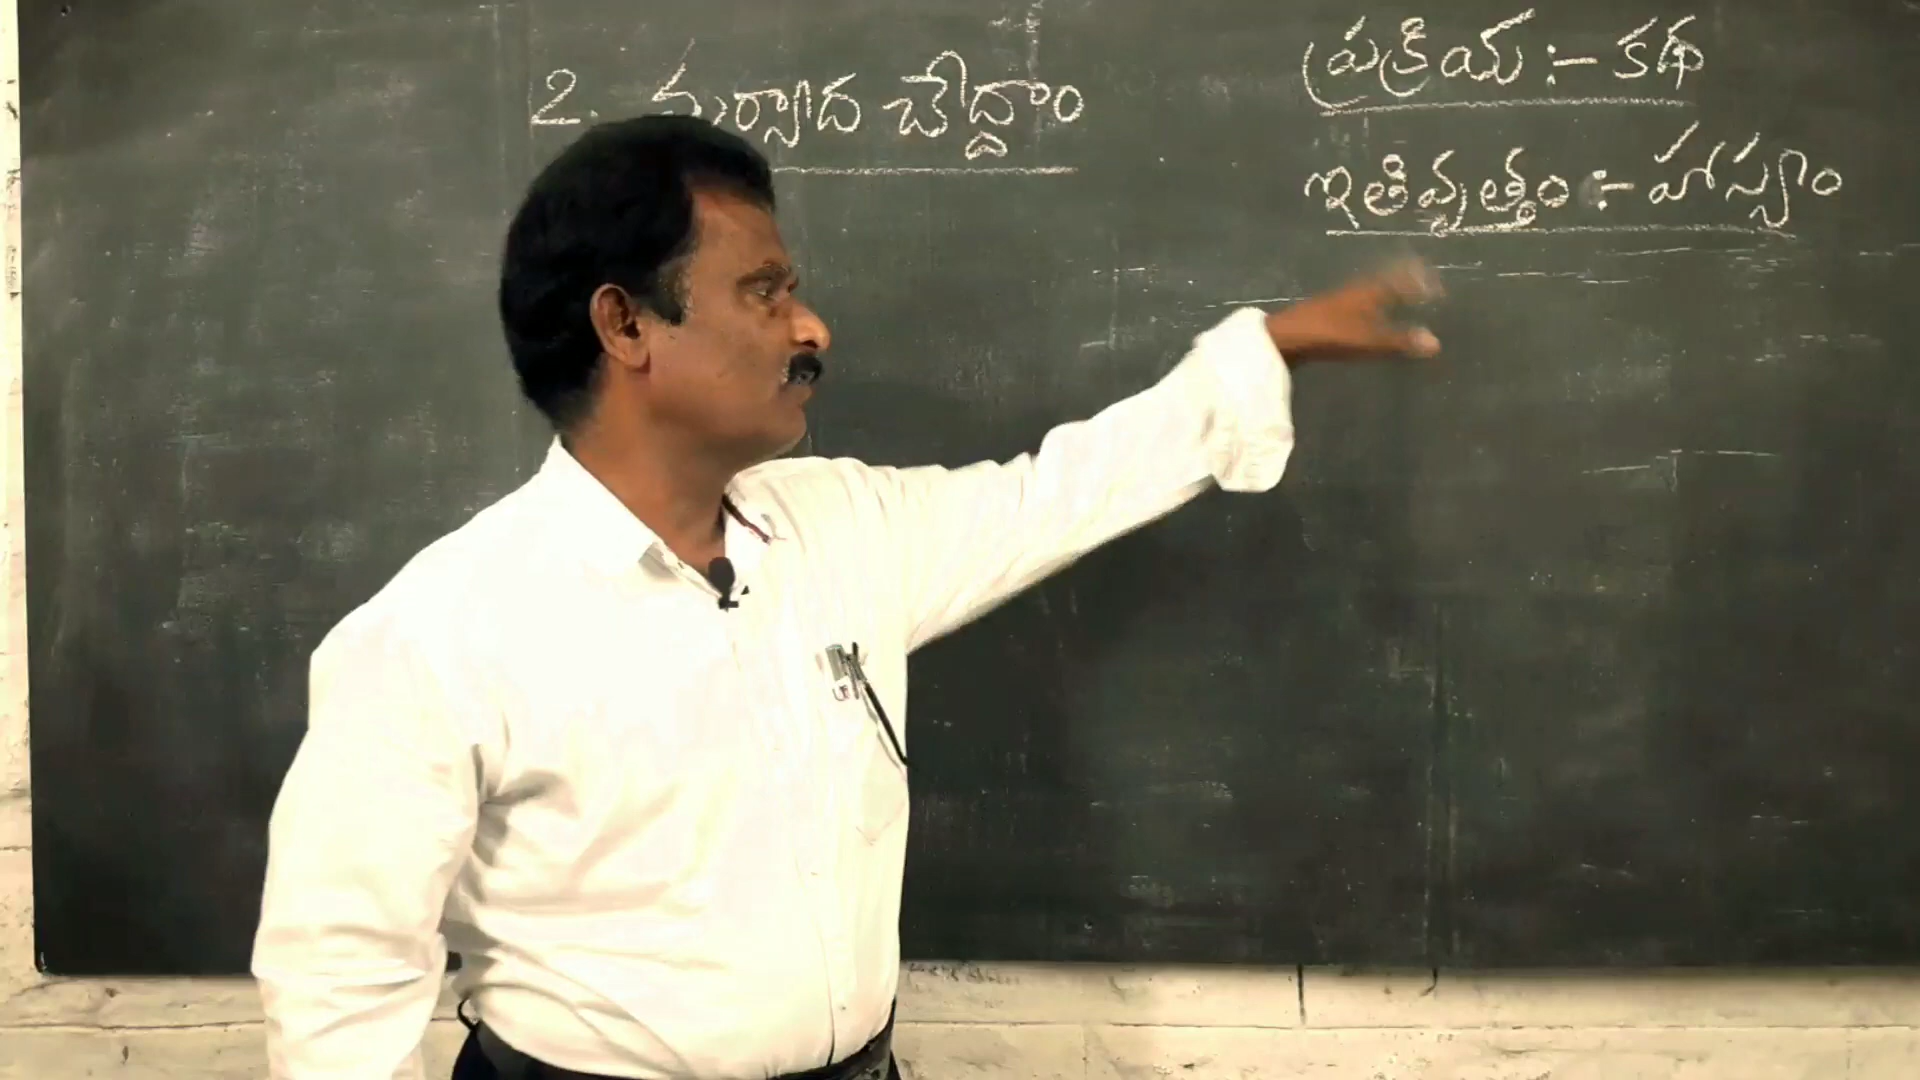 2. మర్యాద చేద్దాం
ప్రక్రియ :- కథ
ఇతివృత్తం :- హాస్యం